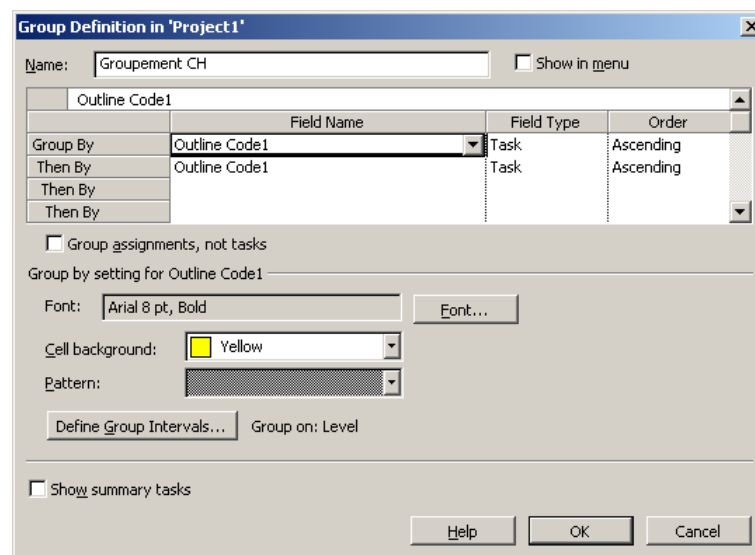 Group Definition in 'Project1'
Name: Groupement CH Show in menu
Outline Code1
Field Name Field Type Order
Group By Outline Code1 Task Ascending
Then By Outline Code1 Task Ascending
Then By
Then By
Group assignments, not tasks
Group by setting for Outline Code1
Font: Arial 8 pt, Bold Font...
Cell background: Yellow
Pattern:
Define Group Intervals... Group on: Level
Show summary tasks
Help OK Cancel